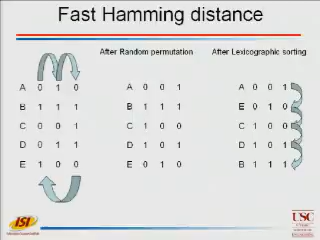 Fast Hamming distance
After Random permutation After Lexicographic sorting
A 0 1 0 A 0 0 1 A 0 0 1
B 1 1 1 B 1 1 1 E 0 1 0
C 0 0 1 C 1 0 0 C 1 0 0
D 0 1 1 D 1 0 1 D 1 0 1
E 1 0 0 E 0 1 0 B 1 1 1
ISI
USC